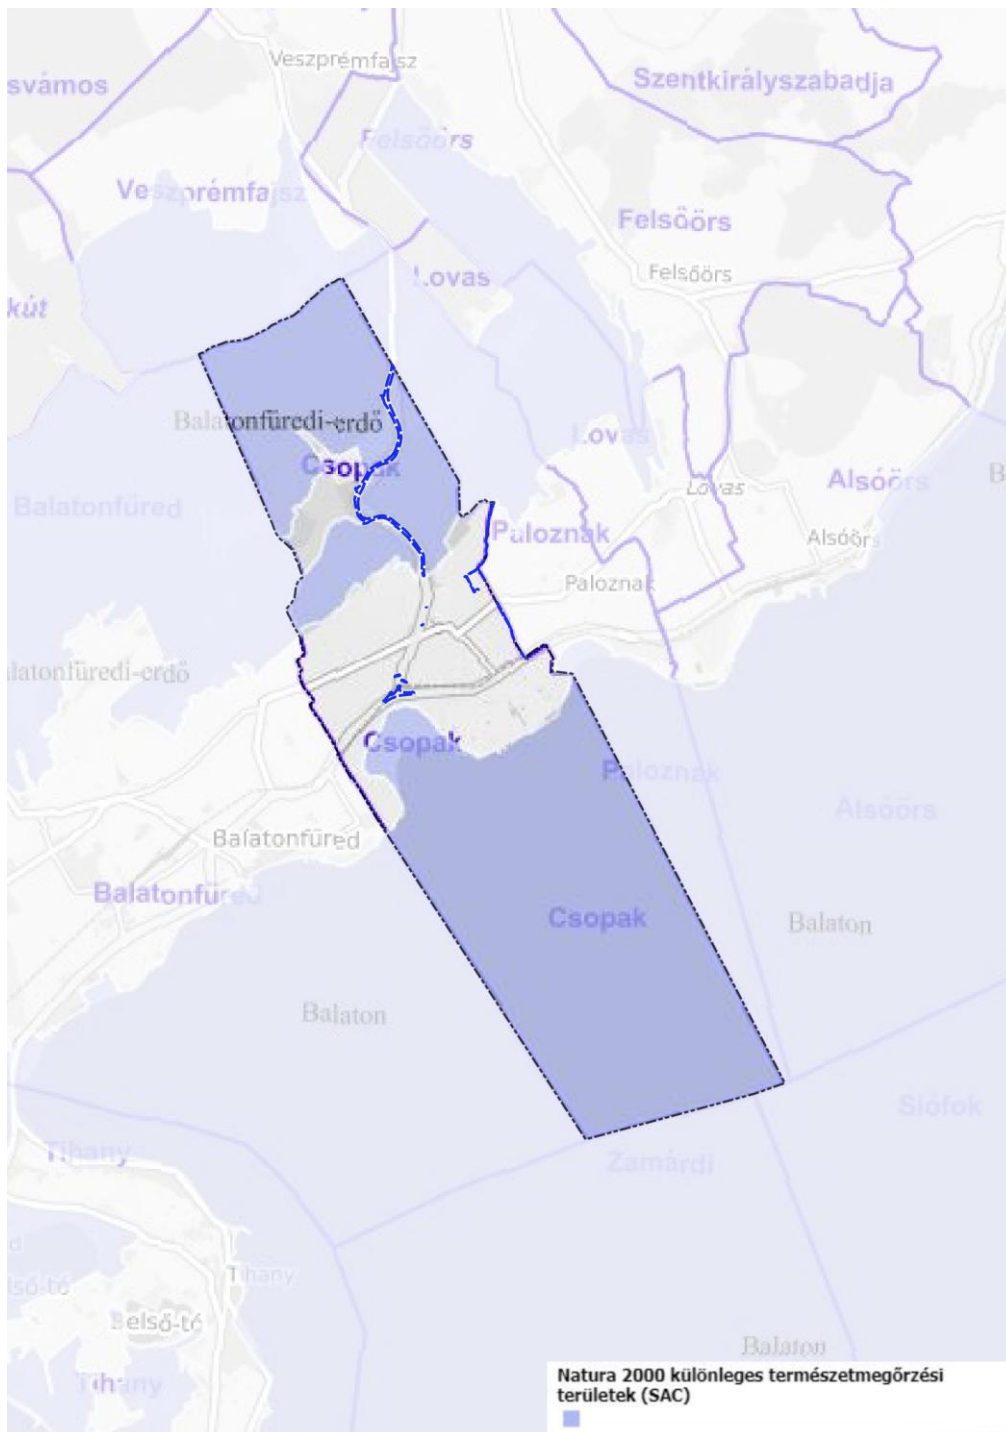 Veszprémfajsz
svámos
Szentkirályszabadja
Felsőörs
Veszprémfajsz
Felsőörs
Felsőörs
Lovas
kút
Balatonfüredi-erdő
Lovas
Csopak
Alsóörs
Lovas
Balatonfüred
Paloznak
Alsóörs
Paloznak
alatonfüredi-erdő
Csopak
Paloznak
Alsóörs
Balatonfüred
Balatonfüred
Csopak
Balaton
Balaton
Siófok
Tihany
Zamárdi
Tihany
Belső-tó
Balaton
Tihany
Natura 2000 különleges természetmegőrzési
területek (SAC)